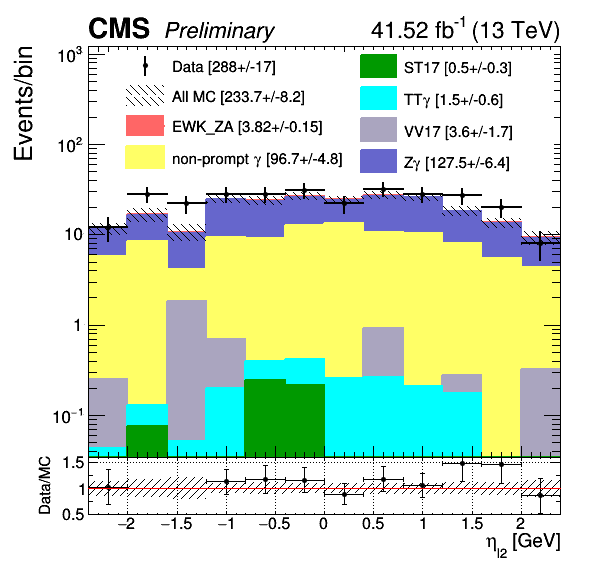 CMS Preliminary 41.52 fb⁻¹ (13 TeV)
Events/bin
10³
10²
10
1
10⁻¹
Data [288+/-17]
All MC [233.7+/-8.2]
EWK_ZA [3.82+/-0.15]
non-prompt γ [96.7+/-4.8]
ST17 [0.5+/-0.3]
TTγ [1.5+/-0.6]
VV17 [3.6+/-1.7]
Zγ [127.5+/-6.4]
Data/MC
1.5
1
0.5
−2 −1.5 −1 −0.5 0 0.5 1 1.5 2
η_l2 [GeV]